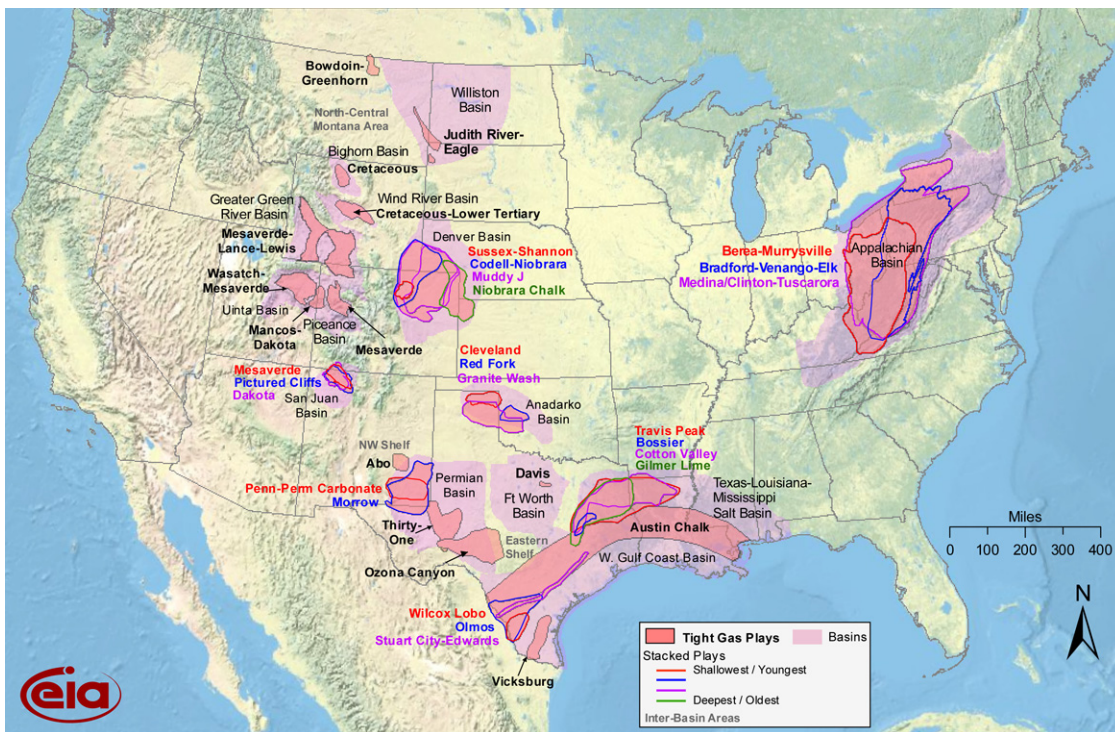 Bowdoin-
Greenhorn
Williston
Basin
North-Central
Montana Area
Judith River-
Eagle
Bighorn Basin
Cretaceous
Greater Green
River Basin
Wind River Basin
Cretaceous-Lower Tertiary
Mesaverde-
Lance-Lewis
Denver Basin
Sussex-Shannon
Codell-Niobrara
Muddy J
Niobrara Chalk
Berea-Murrysville
Bradford-Venango-Elk
Medina/Clinton-Tuscarora
Appalachian
Basin
Wasatch-
Mesaverde
Uinta Basin
Mancos-
Dakota
Piceance
Basin
Mesaverde
Mesaverde
Pictured Cliffs
Dakota
San Juan
Basin
Cleveland
Red Fork
Granite Wash
Anadarko
Basin
Travis Peak
Bossier
Cotton Valley
Gilmer Lime
NW Shelf
Abo
Penn-Perm Carbonate
Morrow
Permian
Basin
Davis
Ft Worth
Basin
Texas-Louisiana-
Mississippi
Salt Basin
Thirty-
One
Eastern
Shelf
Ozona Canyon
Austin Chalk
W. Gulf Coast Basin
Wilcox Lobo
Olmos
Stuart City-Edwards
Vicksburg
Miles
0 100 200 300 400
N
Tight Gas Plays
Basins
Stacked Plays
Shallowest / Youngest
Deepest / Oldest
Inter-Basin Areas
eia